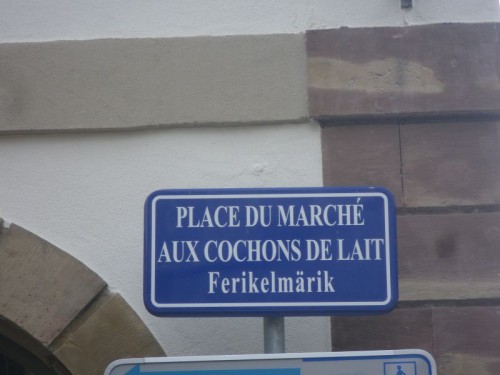 PLACE DU MARCHÉ
AUX COCHONS DE LAIT
Ferikelmärik